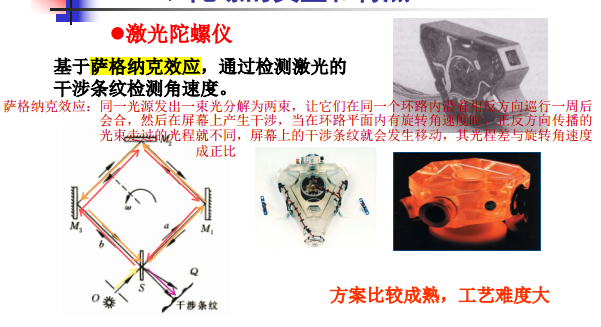 ●激光陀螺仪
基于萨格纳克效应，通过检测激光的
干涉条纹检测角速度。
萨格纳克效应：同一光源发出一束光分解为两束，让它们在同一个环路内沿着相反方向巡行一周后
会合，然后在屏幕上产生干涉，当在环路平面内有旋转角速度时，正反方向传播的
光束走过的光程就不同，屏幕上的干涉条纹就会发生移动，其光程差与旋转角速度
成正比
M₂
ω
M₃
a
M₁
b
S
Q
O
干涉条纹
方案比较成熟，工艺难度大